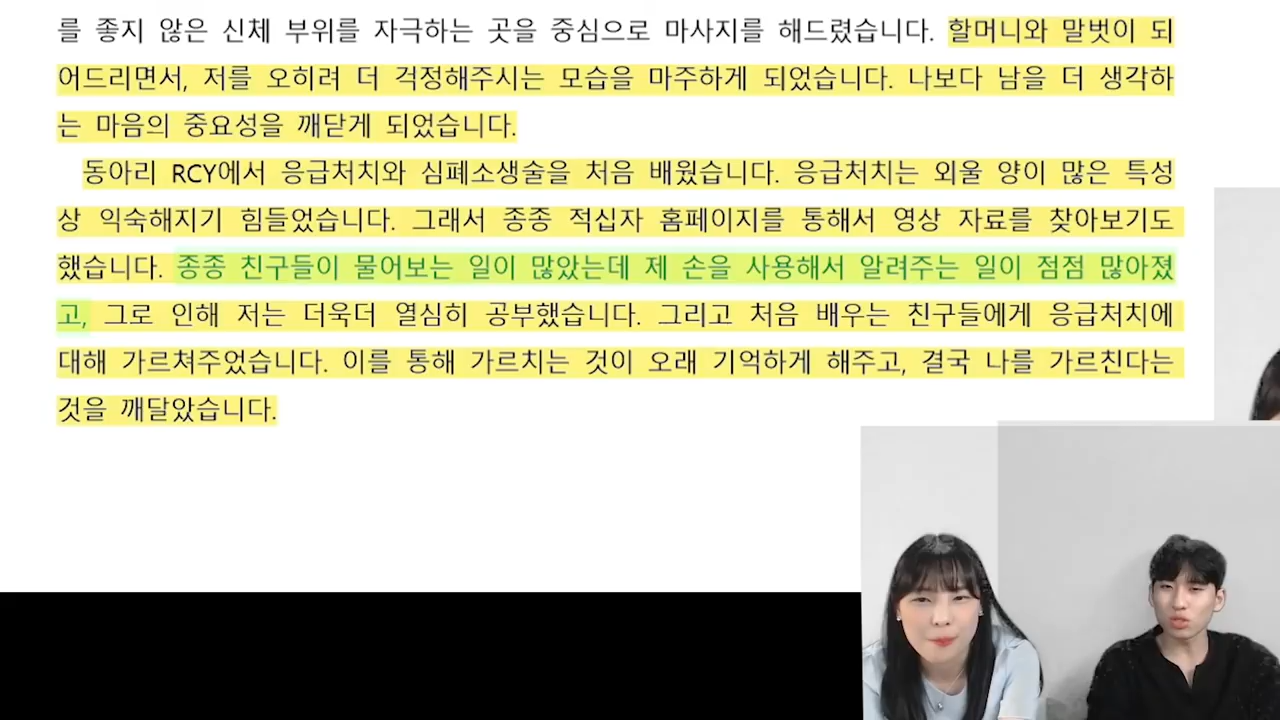 를 좋지 않은 신체 부위를 자극하는 곳을 중심으로 마사지를 해드렸습니다. 할머니와 말벗이 되
어드리면서, 저를 오히려 더 걱정해주시는 모습을 마주하게 되었습니다. 나보다 남을 더 생각하
는 마음의 중요성을 깨닫게 되었습니다.
동아리 RCY에서 응급처치와 심폐소생술을 처음 배웠습니다. 응급처치는 외울 양이 많은 특성
상 익숙해지기 힘들었습니다. 그래서 종종 적십자 홈페이지를 통해서 영상 자료를 찾아보기도
했습니다. 종종 친구들이 물어보는 일이 많았는데 제 손을 사용해서 알려주는 일이 점점 많아졌
고, 그로 인해 저는 더욱더 열심히 공부했습니다. 그리고 처음 배우는 친구들에게 응급처치에
대해 가르쳐주었습니다. 이를 통해 가르치는 것이 오래 기억하게 해주고, 결국 나를 가르친다는
것을 깨달았습니다.